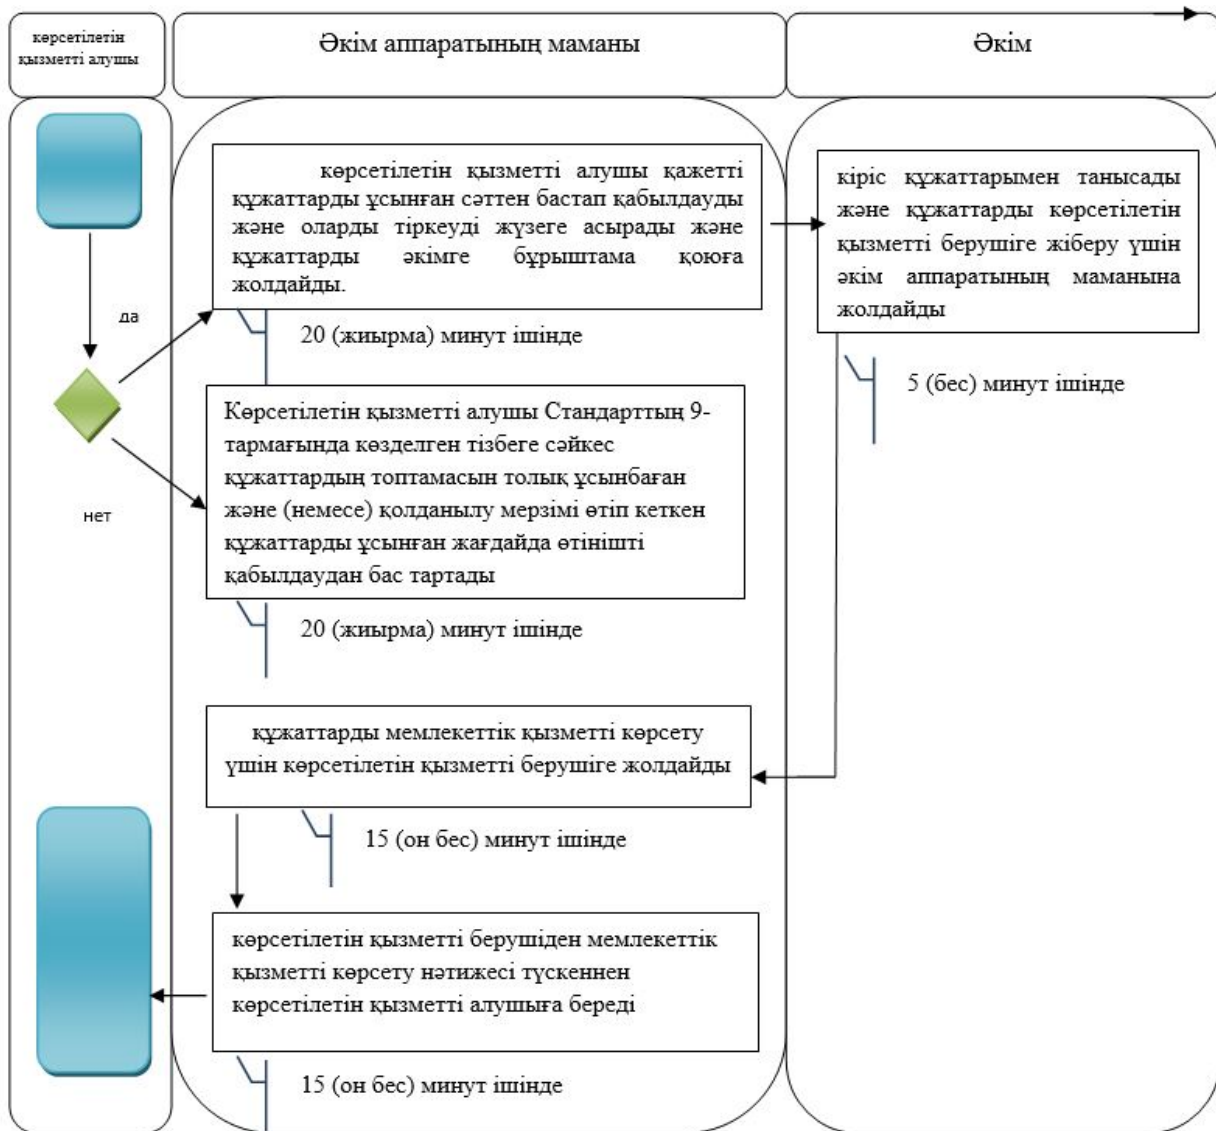 көрсетілетін
қызметті алушы
Әкім аппаратының маманы
Әкім
көрсетілетін қызметті алушы қажетті
құжаттарды ұсынған сәттен бастап қабылдауды
және оларды тіркеуді жүзеге асырады және
құжаттарды әкімге бұрыштама қоюға
жолдайды.
20 (жиырма) минут ішінде
кіріс құжаттарымен танысады
және құжаттарды көрсетілетін
қызметті берушіге жіберу үшін
әкім аппаратының маманына
жолдайды
5 (бес) минут ішінде
да
нет
Көрсетілетін қызметті алушы Стандарттың 9-
тармағында көзделген тізбеге сәйкес
құжаттардың топтамасын толық ұсынбаған
және (немесе) қолданылу мерзімі өтіп кеткен
құжаттарды ұсынған жағдайда өтінішті
қабылдаудан бас тартады
20 (жиырма) минут ішінде
құжаттарды мемлекеттік қызметті көрсету
үшін көрсетілетін қызметті берушіге жолдайды
15 (он бес) минут ішінде
көрсетілетін қызметті берушіден мемлекеттік
қызметті көрсету нәтижесі түскеннен
көрсетілетін қызметті алушыға береді
15 (он бес) минут ішінде